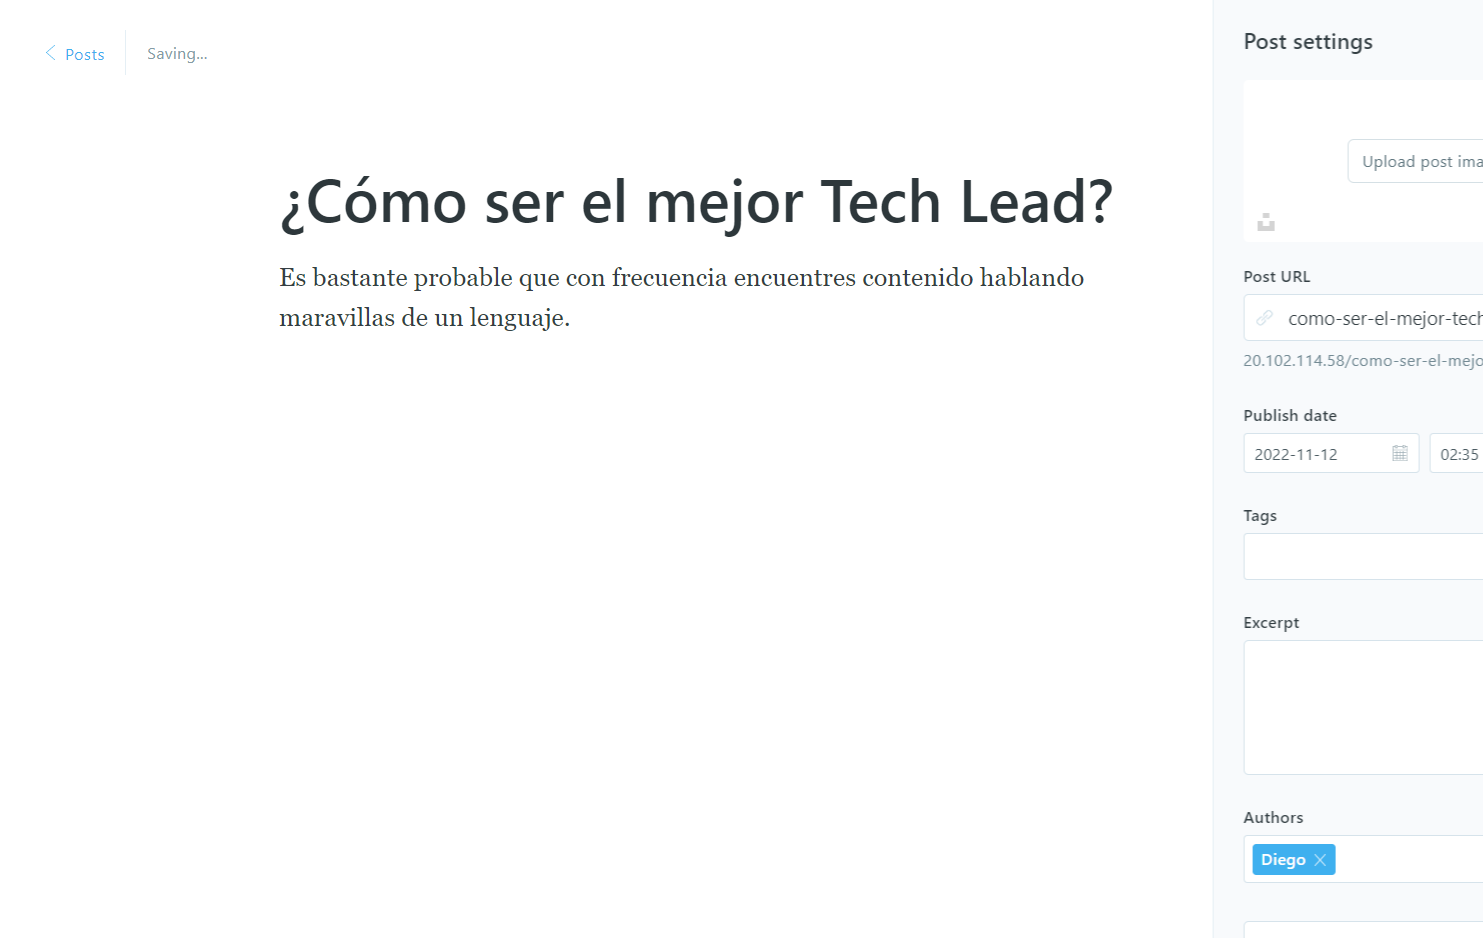 Posts
Saving...
¿Cómo ser el mejor Tech Lead?
Es bastante probable que con frecuencia encuentres contenido hablando
maravillas de un lenguaje.
Post settings
Upload post ima
Post URL
como-ser-el-mejor-tech
20.102.114.58/como-ser-el-mejo
Publish date
2022-11-12
02:35
Tags
Excerpt
Authors
Diego